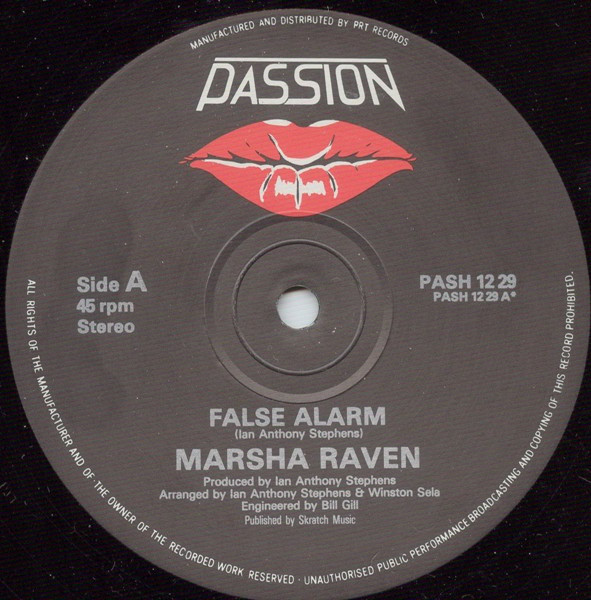 MANUFACTURED AND DISTRIBUTED BY PRT RECORDS
PASSION
Side A
45 rpm
Stereo
PASH 12 29
PASH 12 29 A*
FALSE ALARM
(Ian Anthony Stephens)
MARSHA RAVEN
Produced by Ian Anthony Stephens
Arranged by Ian Anthony Stephens & Winston Sela
Engineered by Bill Gill
Published by Skratch Music
ALL RIGHTS OF THE MANUFACTURER AND OF THE OWNER OF THE RECORDED WORK RESERVED · UNAUTHORISED PUBLIC PERFORMANCE BROADCASTING AND COPYING OF THIS RECORD PROHIBITED.